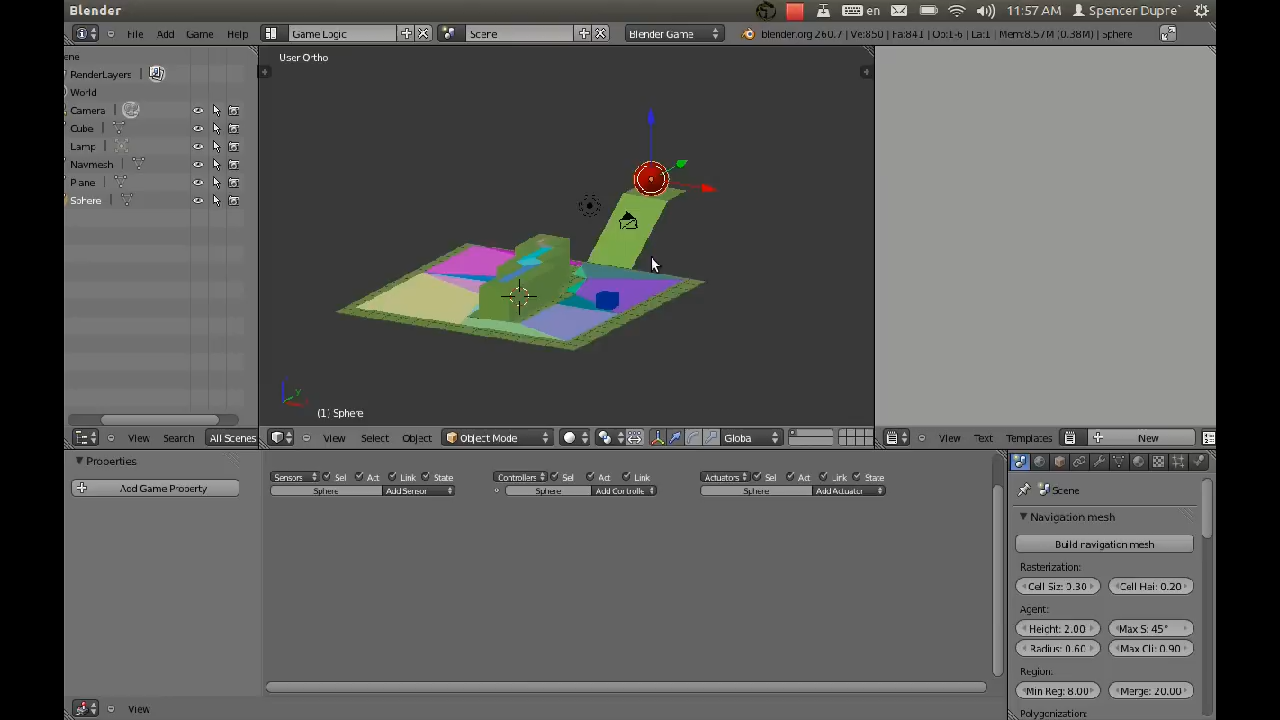 Blender
en
11:57 AM
Spencer Dupre'
File Add Game Help
Game Logic
Scene
Blender Game
blender.org 260.7 | Ve:850 | Fa:841 | Ob:1-6 | La:1 | Mem:8.57M (0.38M) | Sphere
ene
RenderLayers |
World
Camera |
Cube |
Lamp |
Navmesh |
Plane |
Sphere |
User Ortho
(1) Sphere
View Search All Scenes
View Select Object Object Mode Globa
View Text Templates New
Properties
Add Game Property
Sensors Sel Act Link State
Sphere Add Sensor
Controllers Sel Act Link
Sphere Add Controlle
Actuators Sel Act Link State
Sphere Add Actuator
Scene
Navigation mesh
Build navigation mesh
Rasterization:
Cell Siz: 0.30 Cell Hei: 0.20
Agent:
Height: 2.00 Max S: 45°
Radius: 0.60 Max Cli: 0.90
Region:
Min Reg: 8.00 Merge: 20.00
Polygonization:
View